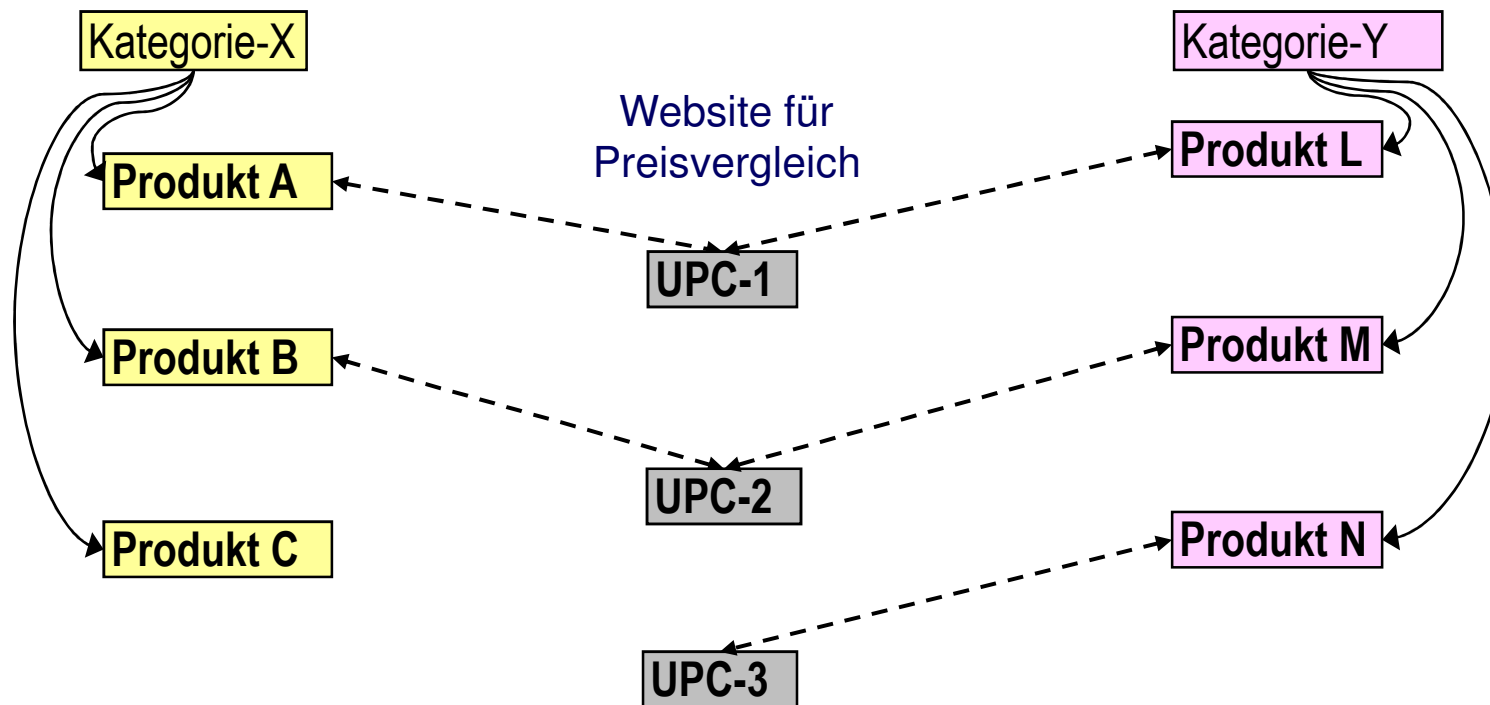 Kategorie-X
Kategorie-Y
Website für
Preisvergleich
Produkt A
Produkt L
UPC-1
Produkt B
Produkt M
UPC-2
Produkt C
Produkt N
UPC-3